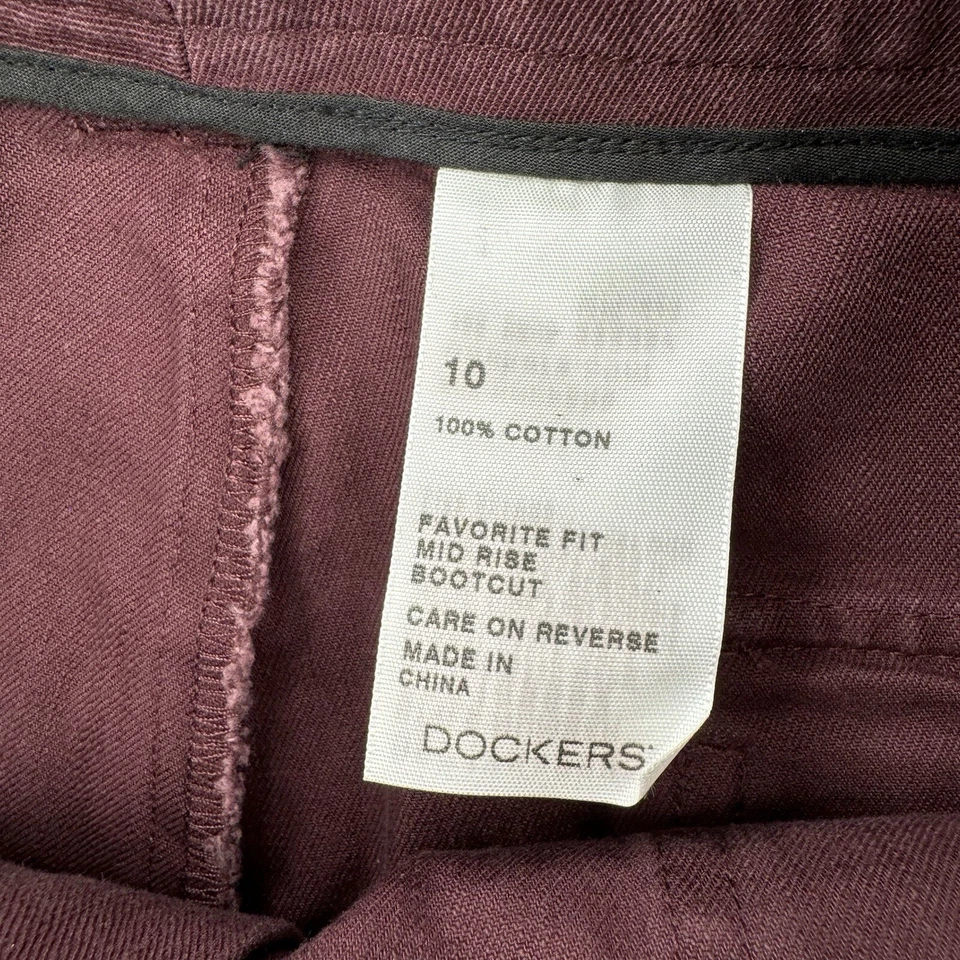 10
100% COTTON
FAVORITE FIT
MID RISE
BOOTCUT
CARE ON REVERSE
MADE IN
CHINA
DOCKERS